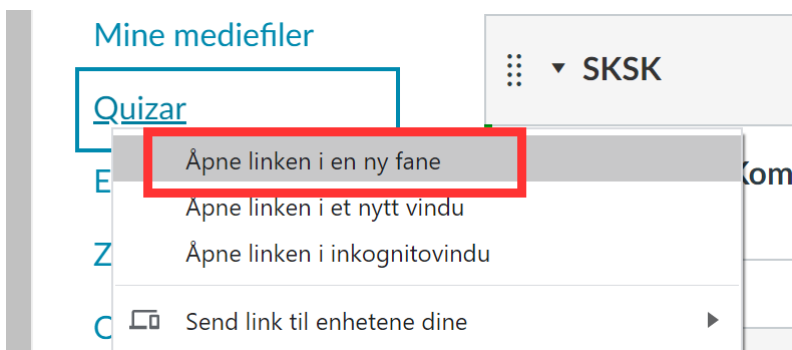 Mine mediefiler
SKSK
Quizar
Åpne linken i en ny fane
Åpne linken i et nytt vindu
Åpne linken i inkognitovindu
Send link til enhetene dine